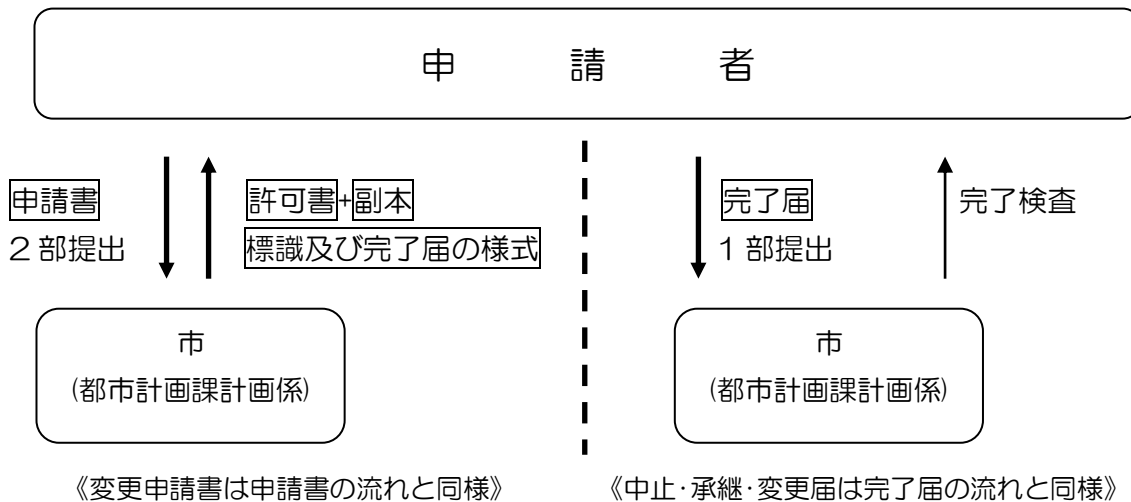 申請者
申請書
2部提出
許可書+副本
標識及び完了届の様式
完了届
1部提出
完了検査
市
(都市計画課計画係)
市
(都市計画課計画係)
《変更申請書は申請書の流れと同様》
《中止・承継・変更届は完了届の流れと同様》